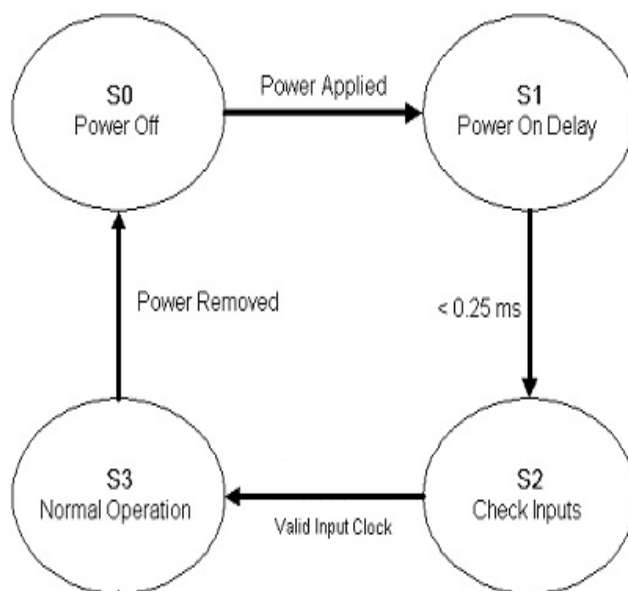 S0
Power Off
Power Applied
S1
Power On Delay
< 0.25 ms
S2
Check Inputs
Valid Input Clock
S3
Normal Operation
Power Removed